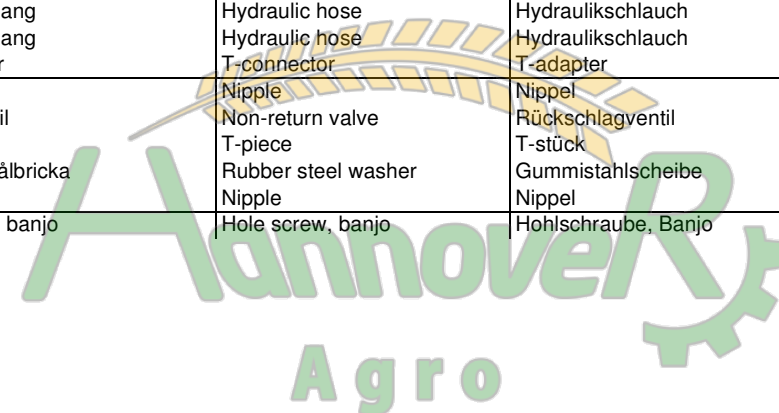 ang Hydraulic hose Hydraulikschlauch
ang Hydraulic hose Hydraulikschlauch
r T-connector T-adapter
Nipple Nippel
il Non-return valve Rückschlagventil
T-piece T-stück
ålbricka Rubber steel washer Gummistahlscheibe
Nipple Nippel
banjo Hole screw, banjo Hohlschraube, Banjo
HannoveR
Agro